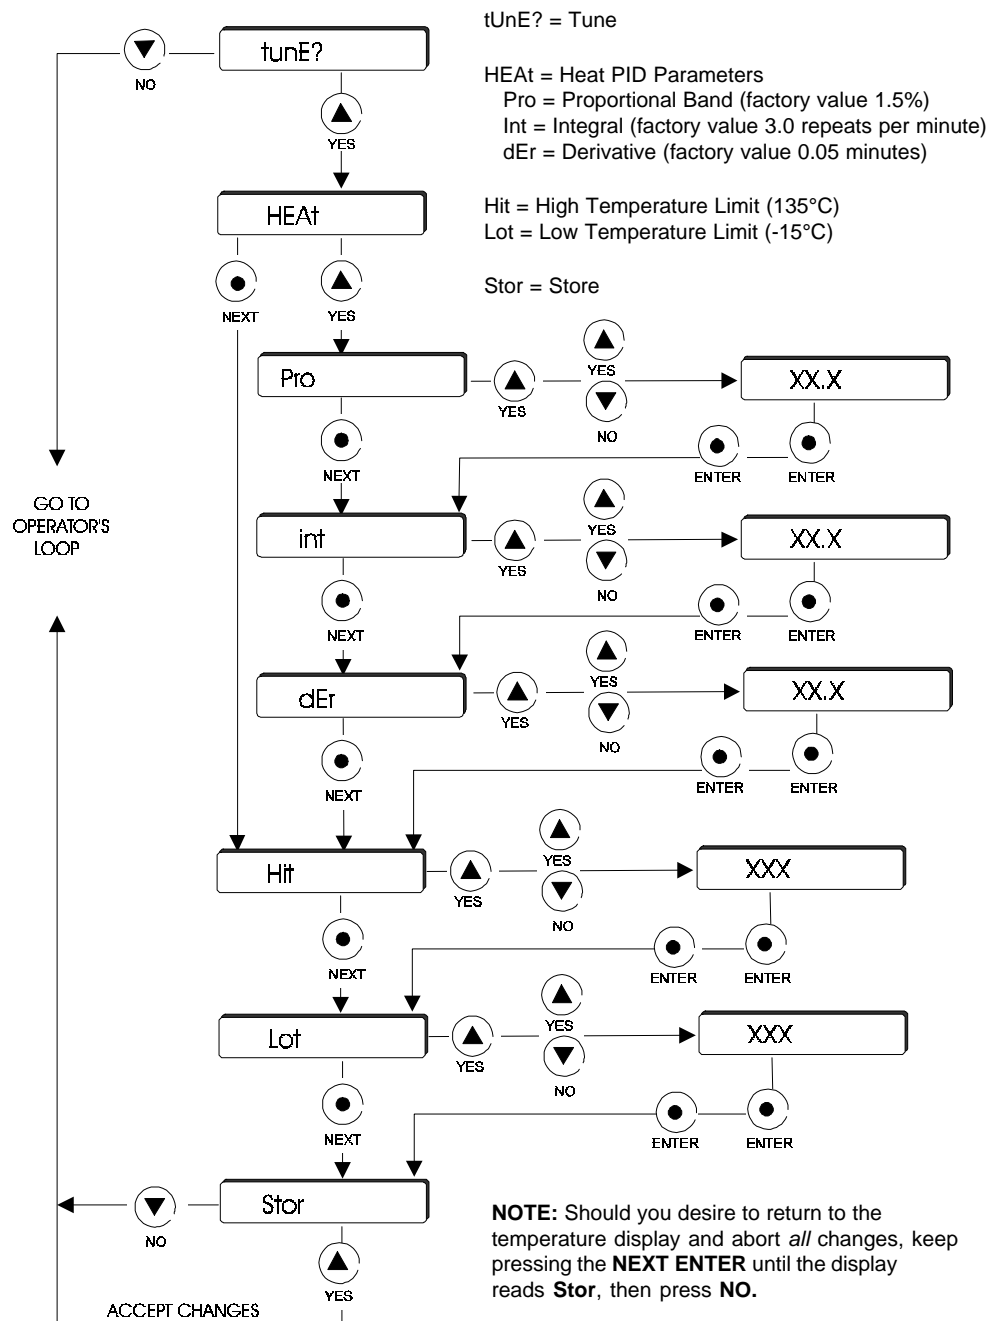 tunE?
NO
YES
tUnE? = Tune
HEAt = Heat PID Parameters
Pro = Proportional Band (factory value 1.5%)
Int = Integral (factory value 3.0 repeats per minute)
dEr = Derivative (factory value 0.05 minutes)
Hit = High Temperature Limit (135°C)
Lot = Low Temperature Limit (-15°C)
Stor = Store
HEAt
NEXT
YES
Pro
YES
YES
NO
XX.X
NEXT
ENTER
ENTER
GO TO
OPERATOR'S
LOOP
int
YES
YES
NO
XX.X
NEXT
ENTER
ENTER
dEr
YES
YES
NO
XX.X
NEXT
ENTER
ENTER
Hit
YES
YES
NO
XXX
NEXT
ENTER
ENTER
Lot
YES
YES
NO
XXX
NEXT
ENTER
ENTER
Stor
NO
YES
ACCEPT CHANGES
NOTE: Should you desire to return to the
temperature display and abort all changes, keep
pressing the NEXT ENTER until the display
reads Stor, then press NO.